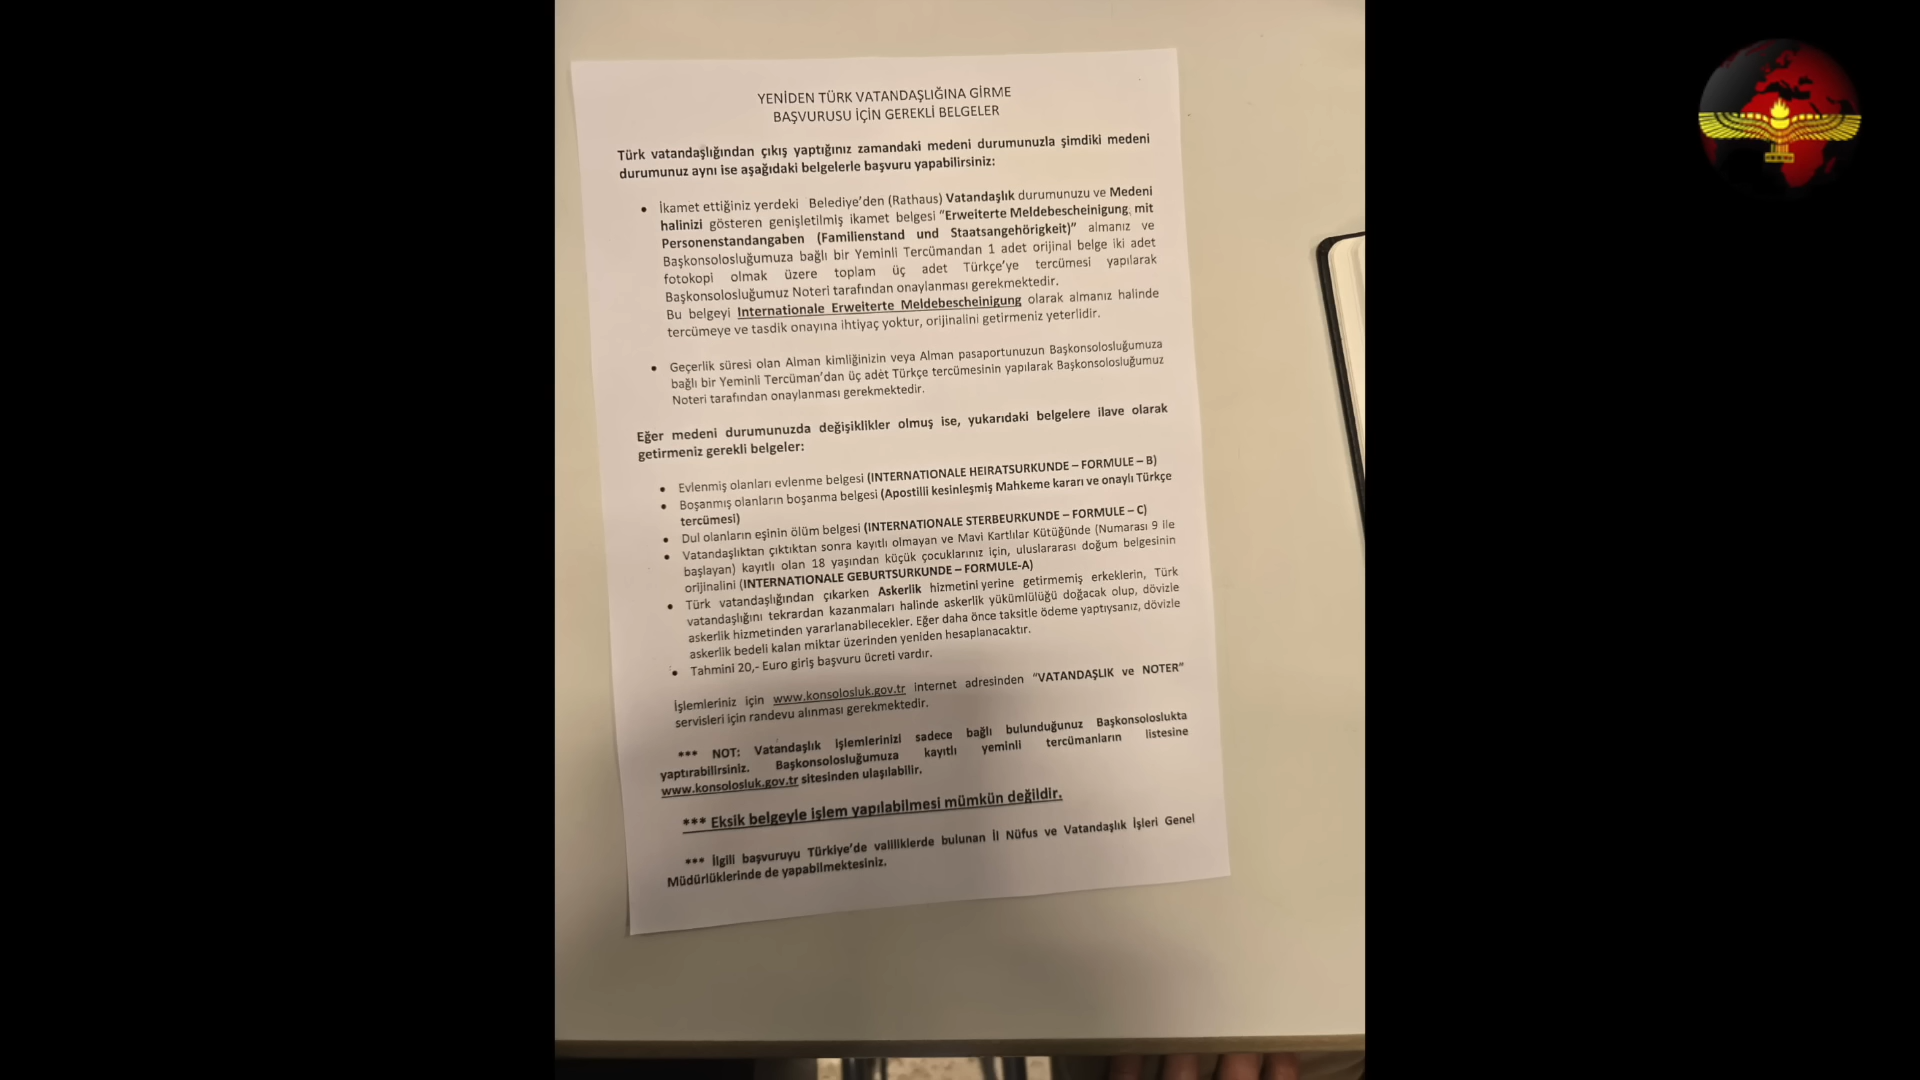 YENİDEN TÜRK VATANDAŞLIĞINA GİRME
BAŞVURUSU İÇİN GEREKLİ BELGELER
Türk vatandaşlığından çıkış yaptığınız zamandaki medeni durumunuzla şimdiki medeni
durumunuz aynı ise aşağıdaki belgelerle başvuru yapabilirsiniz:
• İkamet ettiğiniz yerdeki Belediye'den (Rathaus) Vatandaşlık durumunuzu ve Medeni
halinizi gösteren genişletilmiş ikamet belgesi "Erweiterte Meldebescheinigung mit
Personenstandangaben (Familienstand und Staatsangehörigkeit)" almanız ve
Başkonsolosluğumuza bağlı bir Yeminli Tercümandan 1 adet orijinal belge iki adet
fotokopi olmak üzere toplam üç adet Türkçe'ye tercümesi yapılarak
Başkonsolosluğumuz Noteri tarafından onaylanması gerekmektedir.
Bu belgeyi Internationale Erweiterte Meldebescheinigung olarak almanız halinde
tercümeye ve tasdik onayına ihtiyaç yoktur, orijinalini getirmeniz yeterlidir.
• Geçerlik süresi olan Alman kimliğinizin veya Alman pasaportunuzun Başkonsolosluğumuza
bağlı bir Yeminli Tercüman'dan üç adet Türkçe tercümesinin yapılarak Başkonsolosluğumuz
Noteri tarafından onaylanması gerekmektedir.
Eğer medeni durumunuzda değişiklikler olmuş ise, yukarıdaki belgelere ilave olarak
getirmeniz gerekli belgeler:
• Evlenmiş olanları evlenme belgesi (INTERNATIONALE HEIRATSURKUNDE – FORMULE – B)
• Boşanmış olanların boşanma belgesi (Apostilli kesinleşmiş Mahkeme kararı ve onaylı Türkçe
tercümesi)
• Dul olanların eşinin ölüm belgesi (INTERNATIONALE STERBEURKUNDE – FORMULE – C)
• Vatandaşlıktan çıktıktan sonra kayıtlı olmayan ve Mavi Kartlılar Kütüğünde (Numarası 9 ile
başlayan) kayıtlı olan 18 yaşından küçük çocuklarınız için, uluslararası doğum belgesinin
orijinalini (INTERNATIONALE GEBURTSURKUNDE – FORMULE-A)
• Türk vatandaşlığından çıkarken Askerlik hizmetini yerine getirmemiş erkeklerin, Türk
vatandaşlığını tekrardan kazanmaları halinde askerlik yükümlülüğü doğacak olup, dövizle
askerlik hizmetinden yararlanabilecekler. Eğer daha önce taksitle ödeme yaptıysanız, dövizle
askerlik bedeli kalan miktar üzerinden yeniden hesaplanacaktır.
• Tahmini 20,- Euro giriş başvuru ücreti vardır.
İşlemleriniz için www.konsolosluk.gov.tr internet adresinden "VATANDAŞLIK ve NOTER"
servisleri için randevu alınması gerekmektedir.
*** NOT: Vatandaşlık işlemlerinizi sadece bağlı bulunduğunuz Başkonsoloslukta
yaptırabilirsiniz. Başkonsolosluğumuza kayıtlı yeminli tercümanların listesine
www.konsolosluk.gov.tr sitesinden ulaşılabilir.
*** Eksik belgeyle işlem yapılabilmesi mümkün değildir.
*** İlgili başvuruyu Türkiye'de valiliklerde bulunan İl Nüfus ve Vatandaşlık İşleri Genel
Müdürlüklerinde de yapabilmektesiniz.